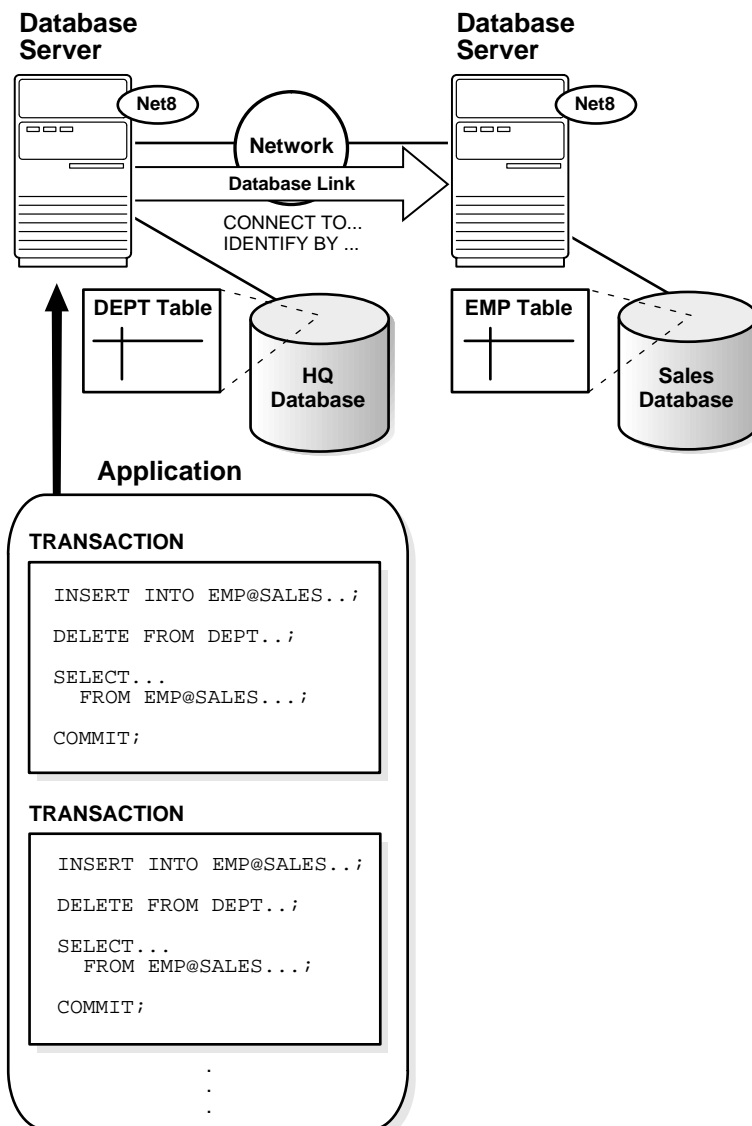 Database
Server
Database
Server
Net8
Net8
Network
Database Link
CONNECT TO...
IDENTIFY BY ...
DEPT Table
HQ
Database
EMP Table
Sales
Database
Application
TRANSACTION
INSERT INTO EMP@SALES..;
DELETE FROM DEPT..;
SELECT...
FROM EMP@SALES...;
COMMIT;
TRANSACTION
INSERT INTO EMP@SALES..;
DELETE FROM DEPT..;
SELECT...
FROM EMP@SALES...;
COMMIT;
.
.
.